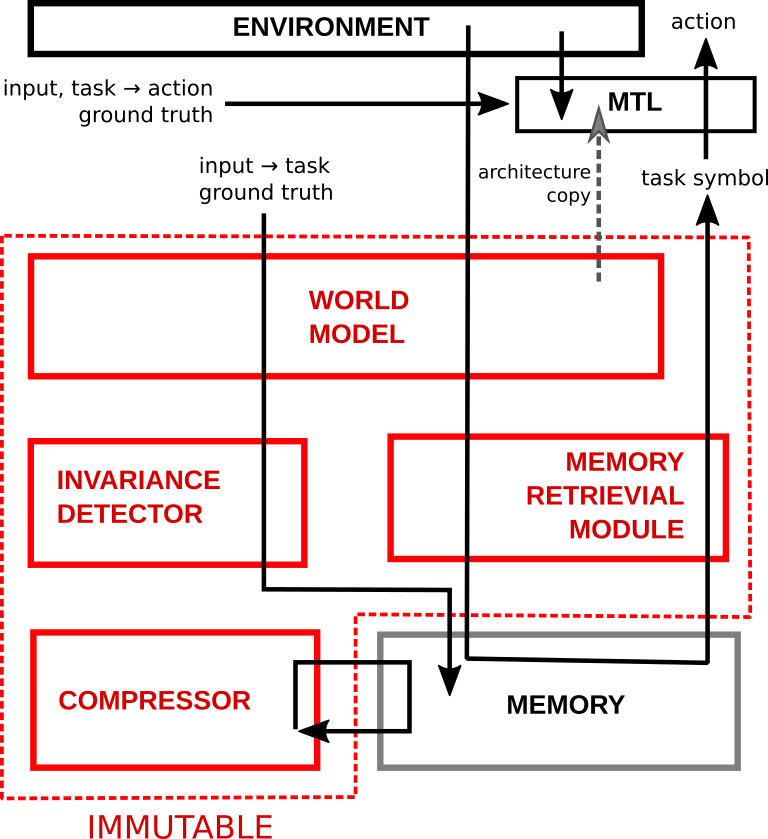 ENVIRONMENT
action
input, task → action
ground truth
MTL
input → task
ground truth
architecture
copy
task symbol
WORLD
MODEL
INVARIANCE
DETECTOR
MEMORY
RETRIEVIAL
MODULE
COMPRESSOR
MEMORY
IMMUTABLE